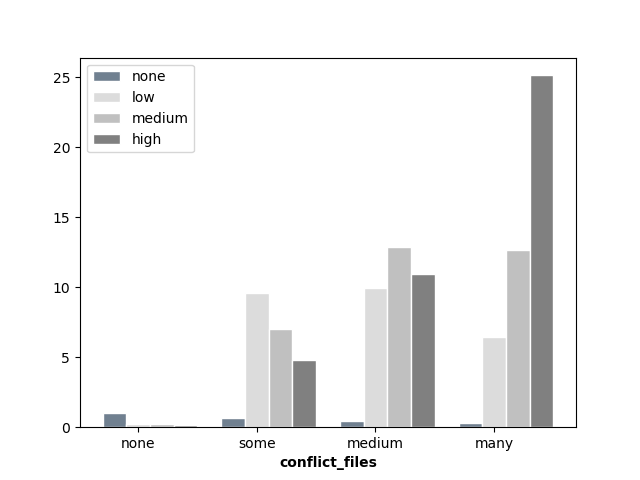 none
low
medium
high
25
20
15
10
5
0
none some medium many
conflict_files